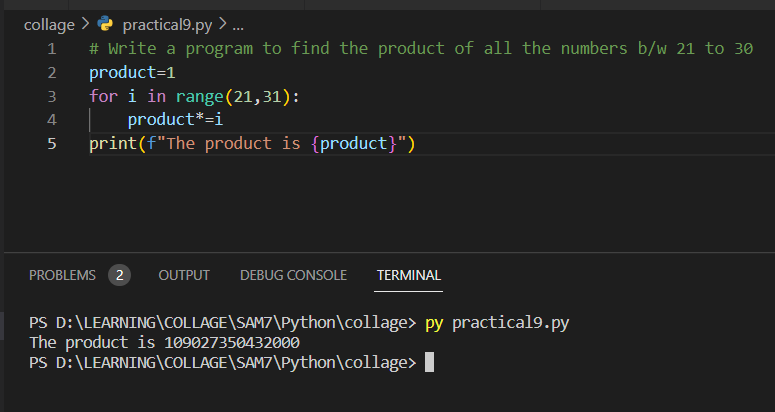 collage > practical9.py > ...
1 # Write a program to find the product of all the numbers b/w 21 to 30
2 product=1
3 for i in range(21,31):
4     product*=i
5 print(f"The product is {product}")
PROBLEMS 2 OUTPUT DEBUG CONSOLE TERMINAL
PS D:\LEARNING\COLLAGE\SAM7\Python\collage> py practical9.py
The product is 109027350432000
PS D:\LEARNING\COLLAGE\SAM7\Python\collage>